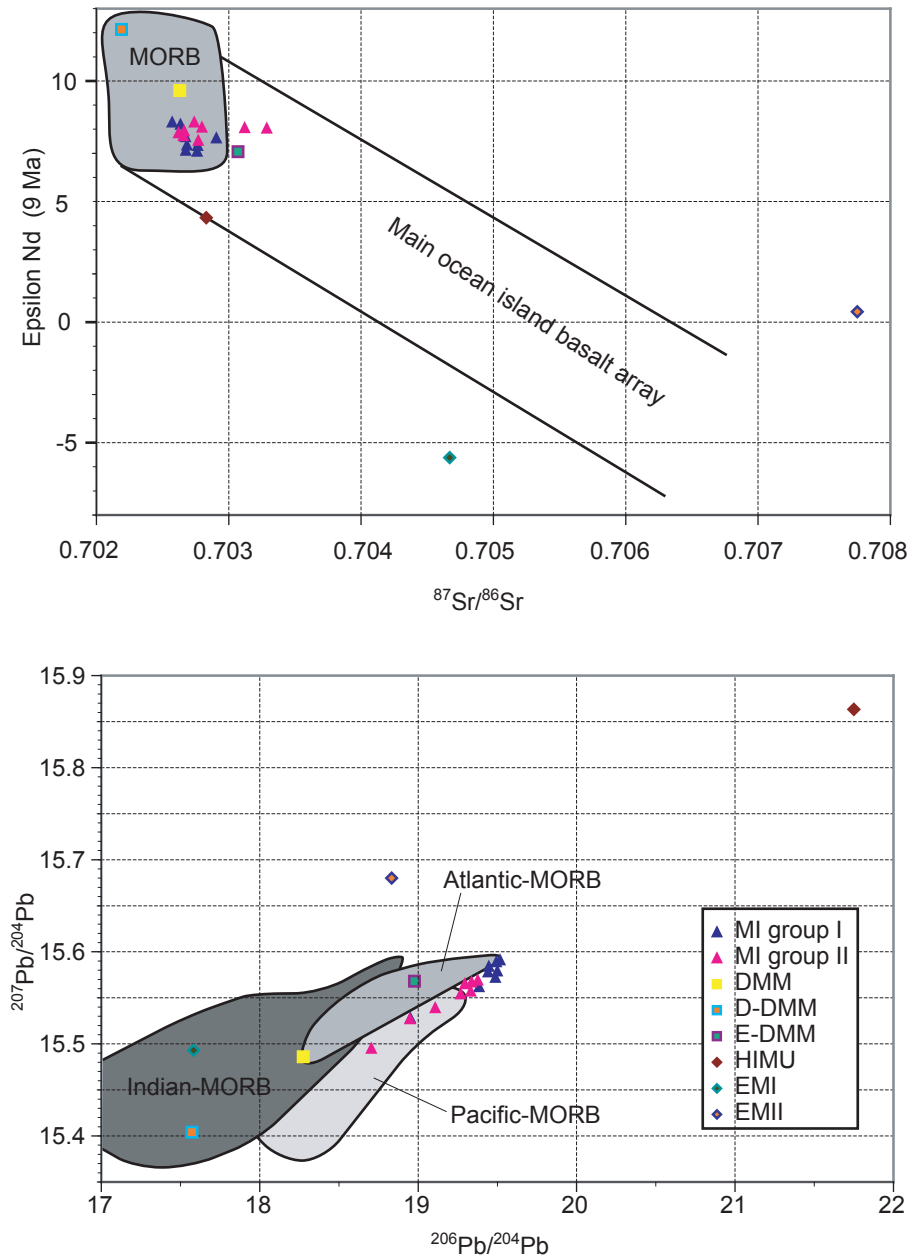 MORB
10
5
0
-5
Epsilon Nd (9 Ma)
Main ocean island basalt array
0.702
0.703
0.704
0.705
0.706
0.707
0.708
⁸⁷Sr/⁸⁶Sr
15.9
15.8
15.7
15.6
15.5
15.4
²⁰⁷Pb/²⁰⁴Pb
Atlantic-MORB
Indian-MORB
Pacific-MORB
MI group I
MI group II
DMM
D-DMM
E-DMM
HIMU
EMI
EMII
17
18
19
20
21
22
²⁰⁶Pb/²⁰⁴Pb